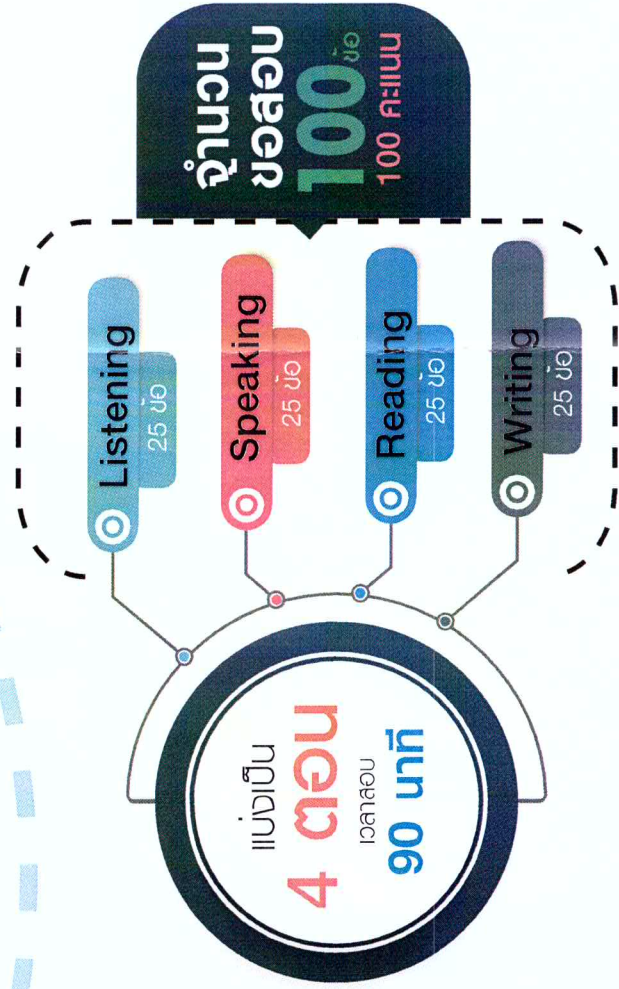 แบ่งเป็น
4 ตอน
เวลาสอบ
90 นาที
Listening
25 ข้อ
Speaking
25 ข้อ
Reading
25 ข้อ
Writing
25 ข้อ
จำนวน
ข้อสอบ
100 ข้อ
100 คะแนน